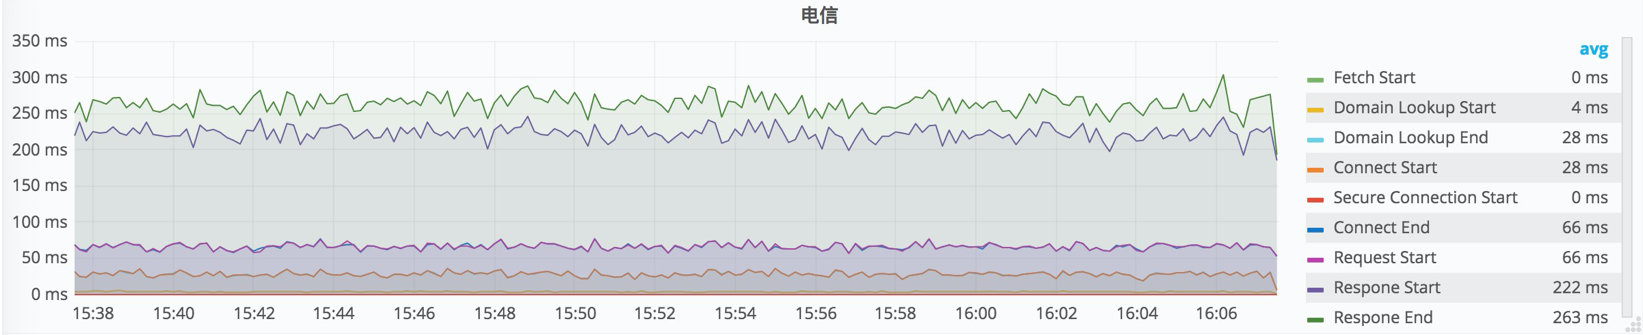 电信
350 ms
300 ms
250 ms
200 ms
150 ms
100 ms
50 ms
0 ms
15:38 15:40 15:42 15:44 15:46 15:48 15:50 15:52 15:54 15:56 15:58 16:00 16:02 16:04 16:06
avg
Fetch Start 0 ms
Domain Lookup Start 4 ms
Domain Lookup End 28 ms
Connect Start 28 ms
Secure Connection Start 0 ms
Connect End 66 ms
Request Start 66 ms
Respone Start 222 ms
Respone End 263 ms